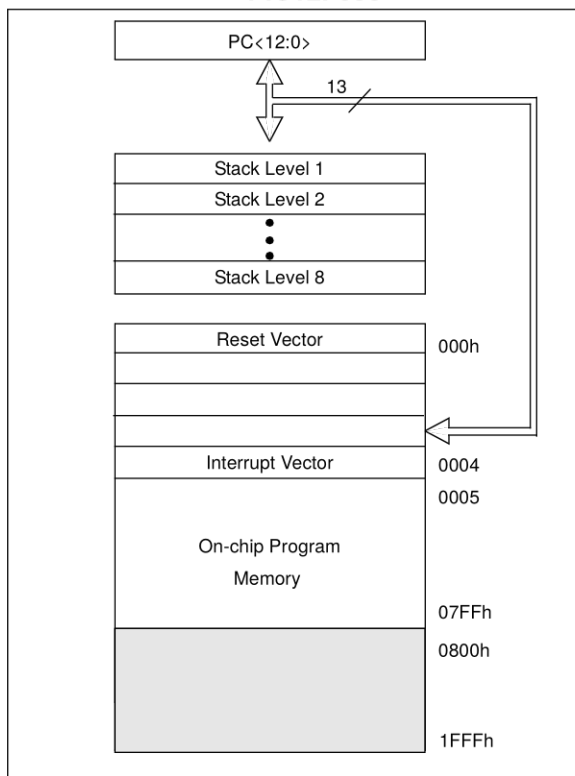 PC<12:0>
13
Stack Level 1
Stack Level 2
Stack Level 8
Reset Vector
000h
Interrupt Vector
0004
0005
On-chip Program
Memory
07FFh
0800h
1FFFh